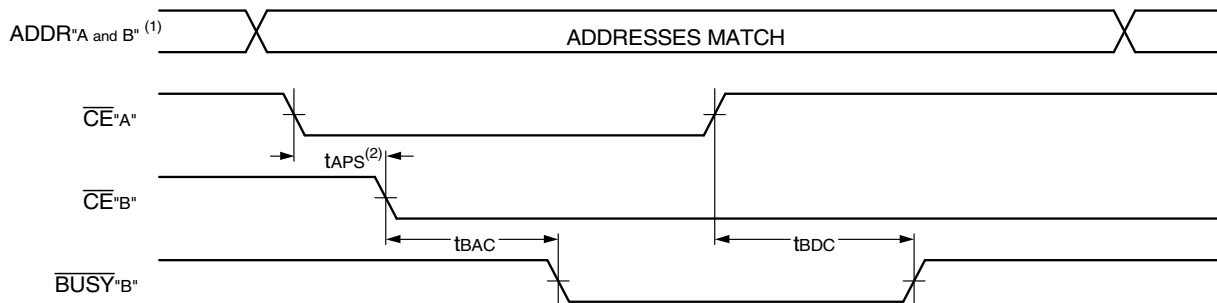 ADDR"A and B" (1)
ADDRESSES MATCH
CE"A"
tAPS(2)
CE"B"
tBAC
tBDC
BUSY"B"